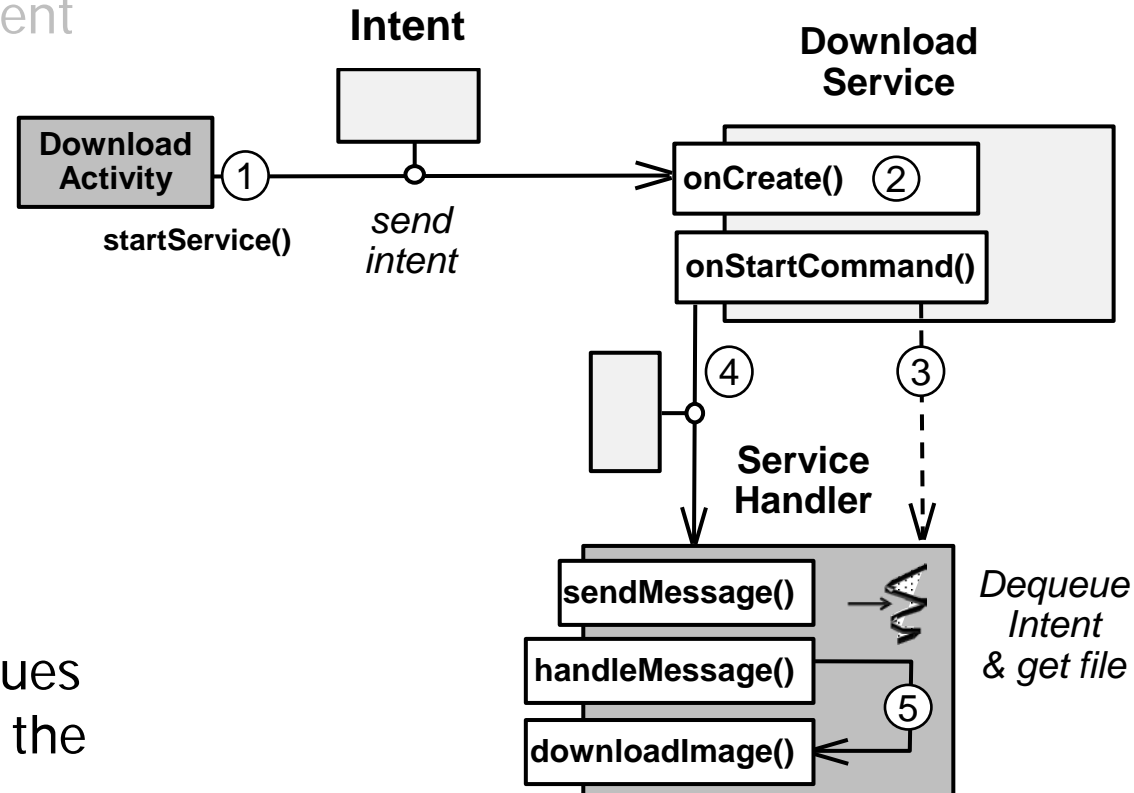 ent
Intent
Download
Service
Download
Activity
1
startService()
send
intent
onCreate()
2
onStartCommand()
4
3
Service
Handler
sendMessage()
handleMessage()
downloadImage()
5
Dequeue
Intent
& get file
ues
the